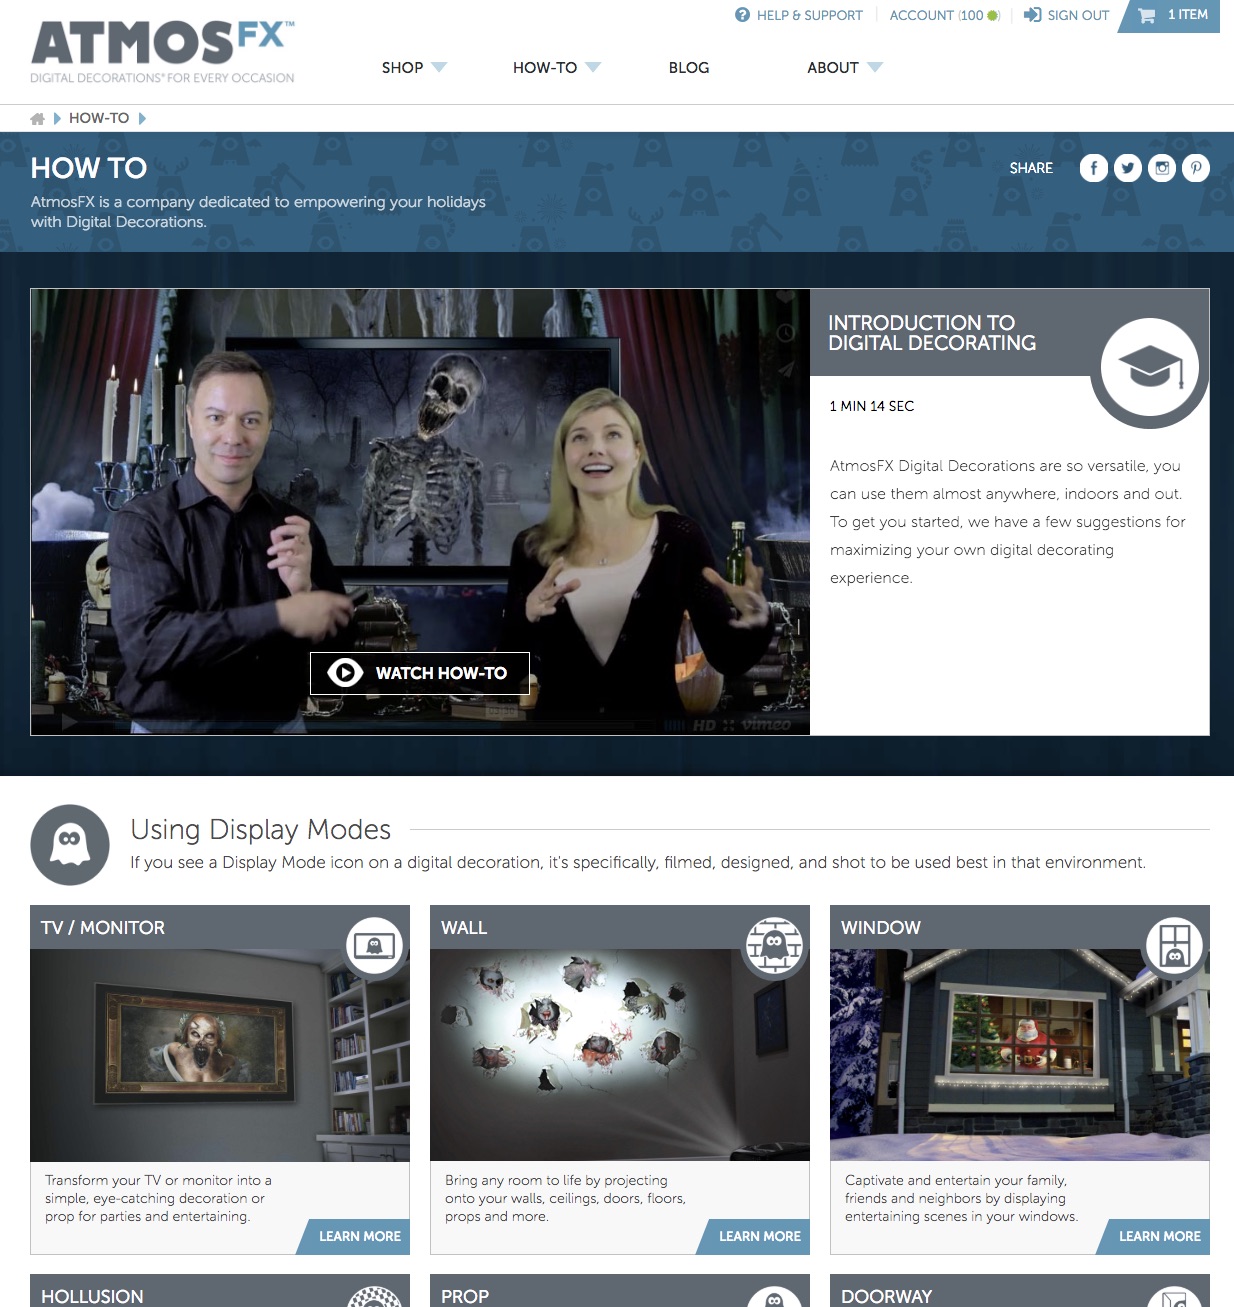 HELP & SUPPORT ACCOUNT (100 ) SIGN OUT 1 ITEM
ATMOSFX™
DIGITAL DECORATIONS® FOR EVERY OCCASION
SHOP HOW-TO BLOG ABOUT
HOW-TO
HOW TO
AtmosFX is a company dedicated to empowering your holidays
with Digital Decorations.
SHARE
INTRODUCTION TO
DIGITAL DECORATING
1 MIN 14 SEC
AtmosFX Digital Decorations are so versatile, you
can use them almost anywhere, indoors and out.
To get you started, we have a few suggestions for
maximizing your own digital decorating
experience.
WATCH HOW-TO
HD vimeo
Using Display Modes
If you see a Display Mode icon on a digital decoration, it's specifically, filmed, designed, and shot to be used best in that environment.
TV / MONITOR
Transform your TV or monitor into a
simple, eye-catching decoration or
prop for parties and entertaining.
LEARN MORE
WALL
Bring any room to life by projecting
onto your walls, ceilings, doors, floors,
props and more.
LEARN MORE
WINDOW
Captivate and entertain your family,
friends and neighbors by displaying
entertaining scenes in your windows.
LEARN MORE
HOLLUSION
PROP
DOORWAY